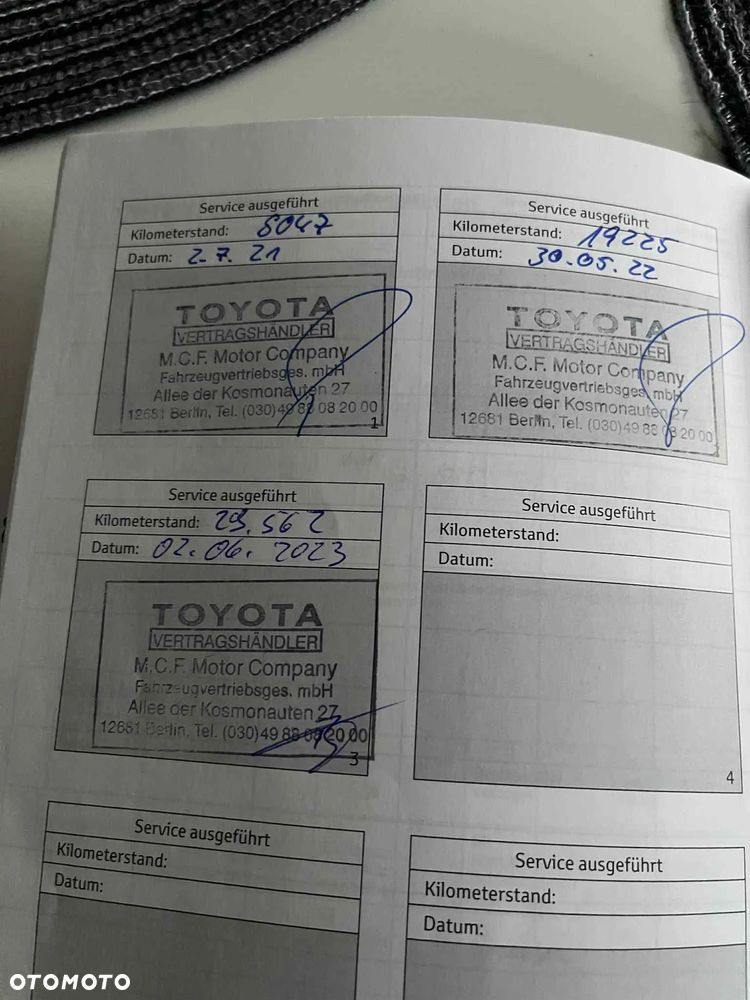 Service ausgeführt
Kilometerstand: 8047
Datum: 2.7.21
TOYOTA
VERTRAGSHÄNDLER
M.C.F. Motor Company
Fahrzeugvertriebsges. mbH
Allee der Kosmonauten 27
12681 Berlin, Tel. (030)49 88 08 20 00
1
Service ausgeführt
Kilometerstand: 19225
Datum: 30.05.22
TOYOTA
VERTRAGSHÄNDLER
M.C.F. Motor Company
Fahrzeugvertriebsges. mbH
Allee der Kosmonauten 27
12681 Berlin, Tel. (030)49 88 08 20 00
Service ausgeführt
Kilometerstand: 29.562
Datum: 02.06.2023
TOYOTA
VERTRAGSHÄNDLER
M.C.F. Motor Company
Fahrzeugvertriebsges. mbH
Allee der Kosmonauten 27
12681 Berlin, Tel. (030)49 88 08 20 00
3
Service ausgeführt
Kilometerstand:
Datum:
4
Service ausgeführt
Kilometerstand:
Datum:
Service ausgeführt
Kilometerstand:
Datum:
OTOMOTO